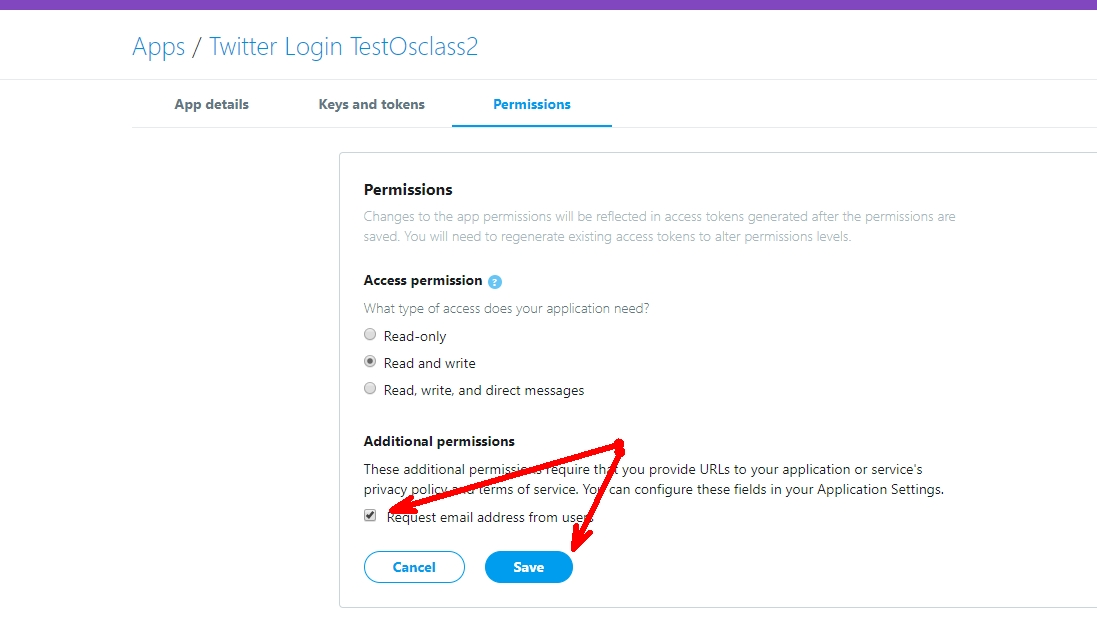 Apps / Twitter Login TestOsclass2
App details Keys and tokens Permissions
Permissions
Changes to the app permissions will be reflected in access tokens generated after the permissions are
saved. You will need to regenerate existing access tokens to alter permissions levels.
Access permission ?
What type of access does your application need?
Read-only
Read and write
Read, write, and direct messages
Additional permissions
These additional permissions require that you provide URLs to your application or service's
privacy policy and terms of service. You can configure these fields in your Application Settings.
Request email address from users
Cancel Save